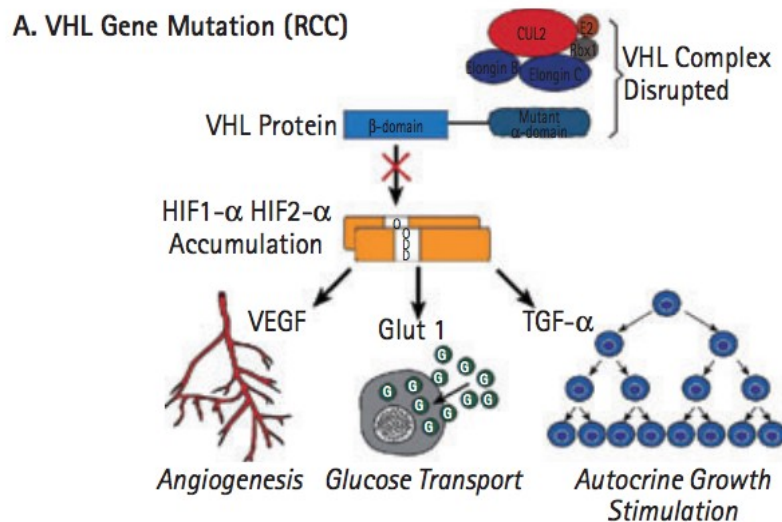 A. VHL Gene Mutation (RCC)
CUL2
E2
Rbx1
Elongin B
Elongin C
VHL Complex
Disrupted
VHL Protein
β-domain
Mutant
α-domain
HIF1-α HIF2-α
Accumulation
O
O
D
D
VEGF
Glut 1
TGF-α
G
G
G
G
G
G
G
G
G
G
G
Angiogenesis
Glucose Transport
Autocrine Growth
Stimulation